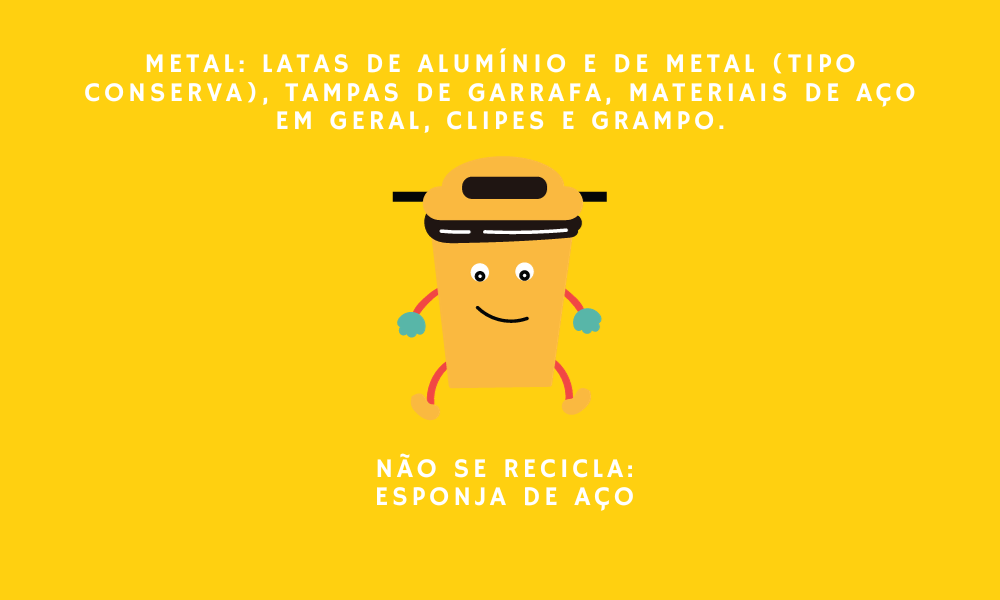 METAL: LATAS DE ALUMÍNIO E DE METAL (TIPO
CONSERVA), TAMPAS DE GARRAFA, MATERIAIS DE AÇO
EM GERAL, CLIPES E GRAMPO.
NÃO SE RECICLA:
ESPONJA DE AÇO